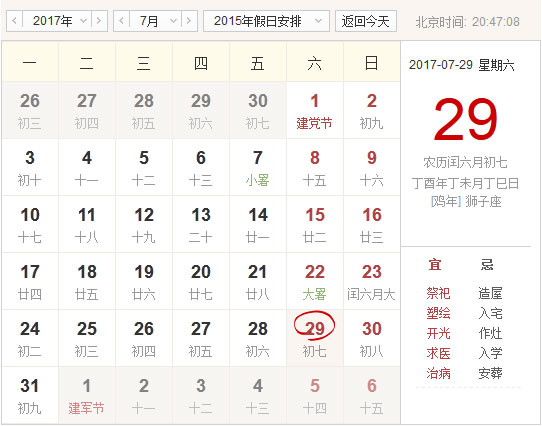 2017年 7月 2015年假日安排 返回今天 北京时间: 20:47:08
一 二 三 四 五 六 日
26 27 28 29 30 1 2
初三 初四 初五 初六 初七 建党节 初九
3 4 5 6 7 8 9
初十 十一 十二 十三 小署 十五 十六
10 11 12 13 14 15 16
十七 十八 十九 二十 廿一 廿二 廿三
17 18 19 20 21 22 23
廿四 廿五 廿六 廿七 廿八 大署 闰六月大
24 25 26 27 28 29 30
初二 初三 初四 初五 初六 初七 初八
31 1 2 3 4 5 6
初九 建军节 十一 十二 十三 十四 十五
2017-07-29 星期六
29
农历闰六月初七
丁酉年丁未月丁巳日
[鸡年] 狮子座
宜 忌
祭祀 造屋
塑绘 入宅
开光 作灶
求医 入学
治病 安葬